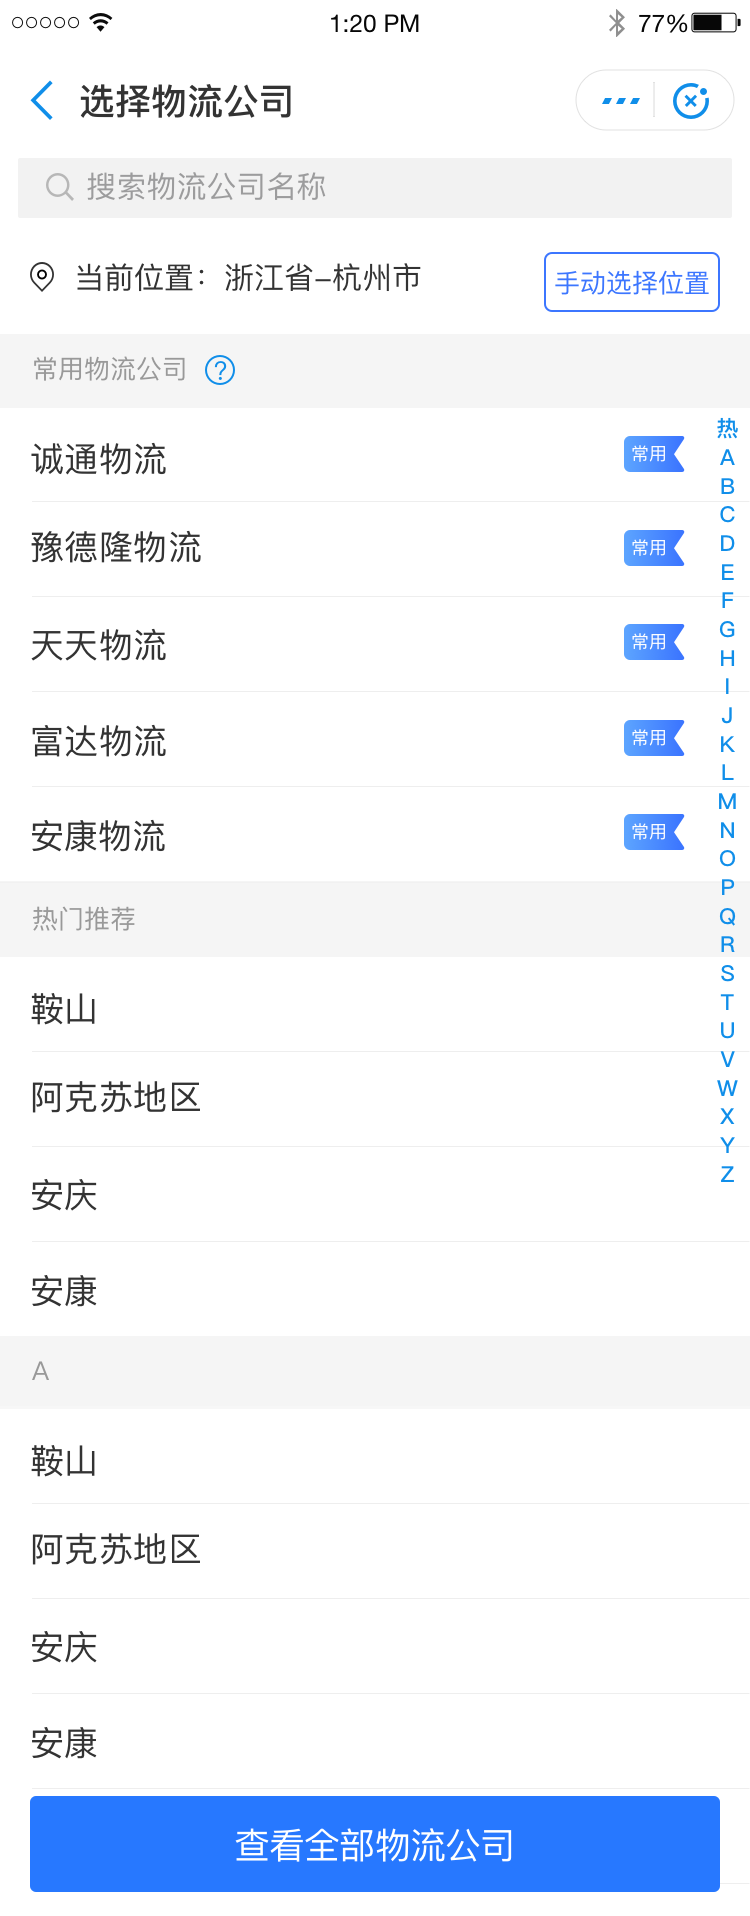 1:20 PM 77%
选择物流公司
搜索物流公司名称
当前位置：浙江省-杭州市 手动选择位置
常用物流公司 ?
诚通物流 常用
豫德隆物流 常用
天天物流 常用
富达物流 常用
安康物流 常用
热门推荐
鞍山
阿克苏地区
安庆
安康
A
鞍山
阿克苏地区
安庆
安康
查看全部物流公司
热
A
B
C
D
E
F
G
H
I
J
K
L
M
N
O
P
Q
R
S
T
U
V
W
X
Y
Z